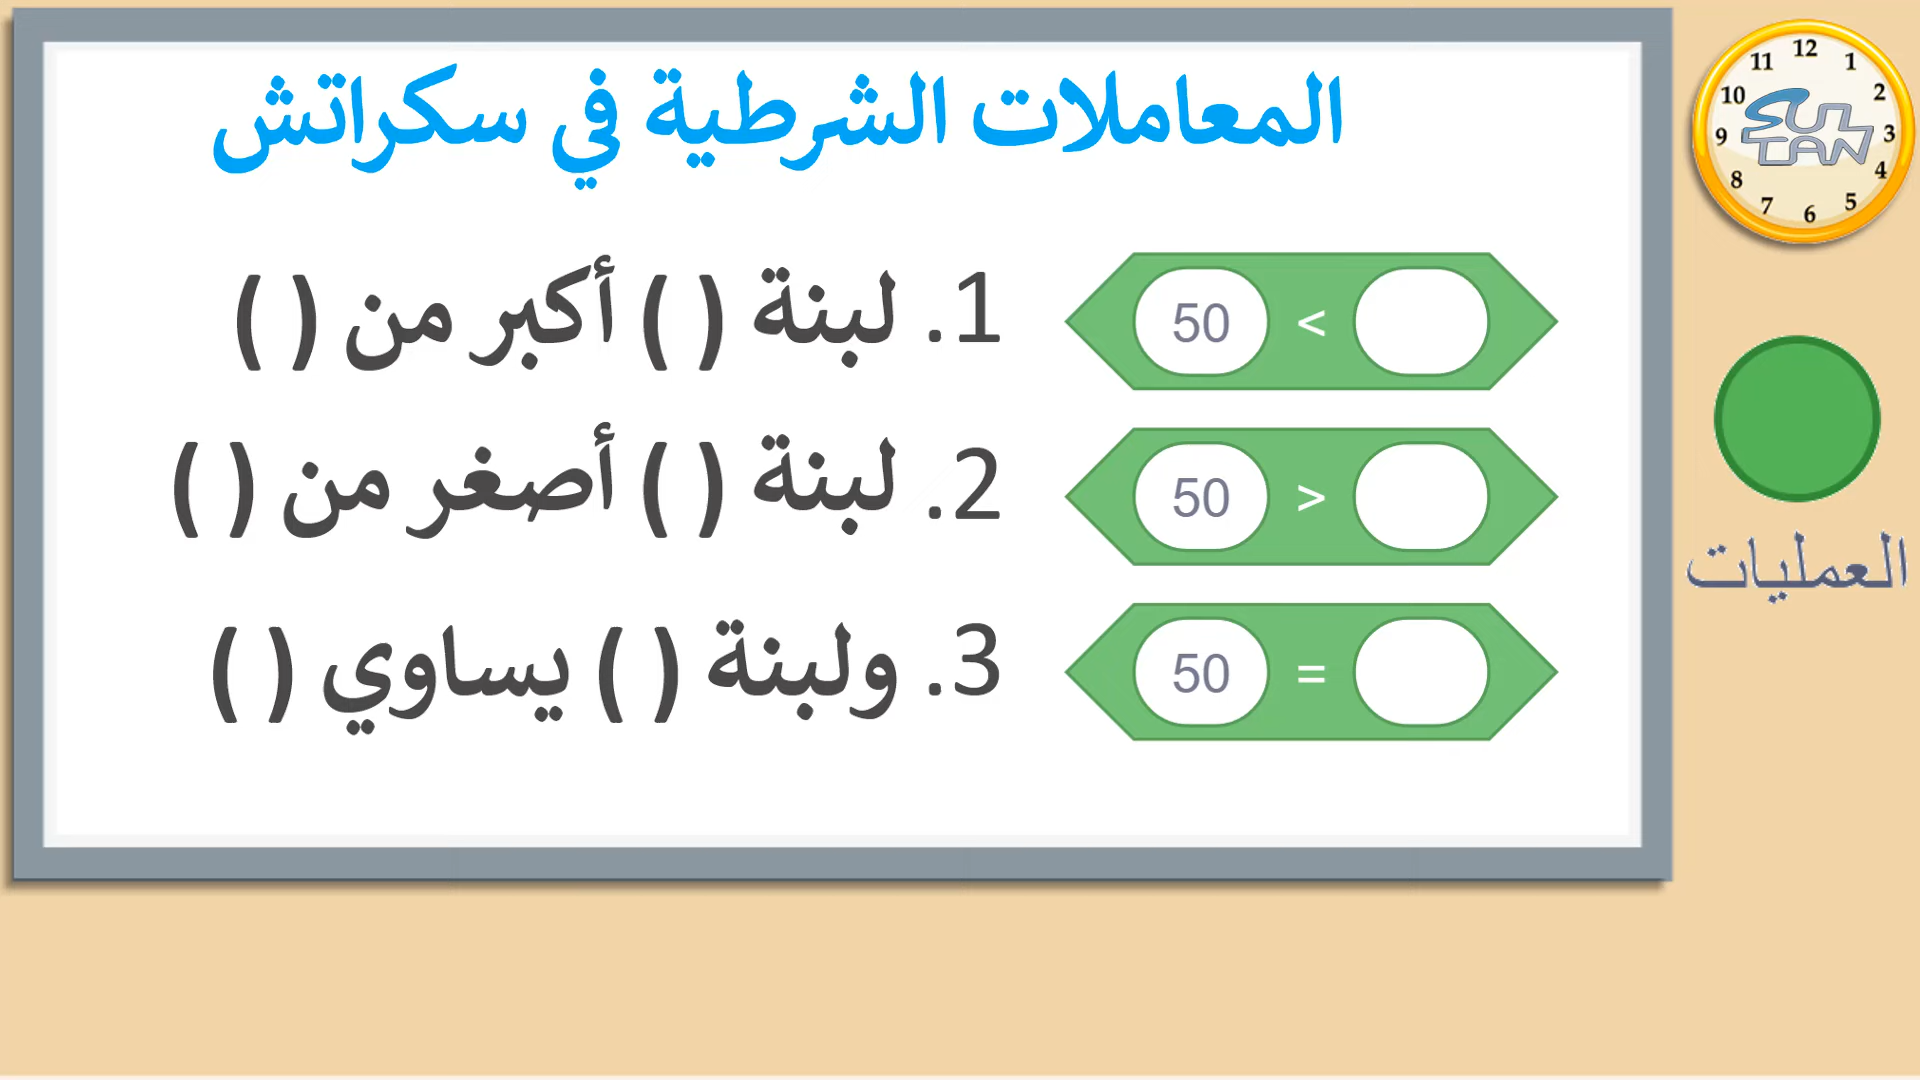 المعاملات الشرطية في سكراتش
1. لبنة ( ) أكبر من ( )
50 < 
2. لبنة ( ) أصغر من ( )
50 >
3. ولبنة ( ) يساوي ( )
50 =
12
1
2
3
4
5
6
7
8
9
10
11
SULTAN
العمليات